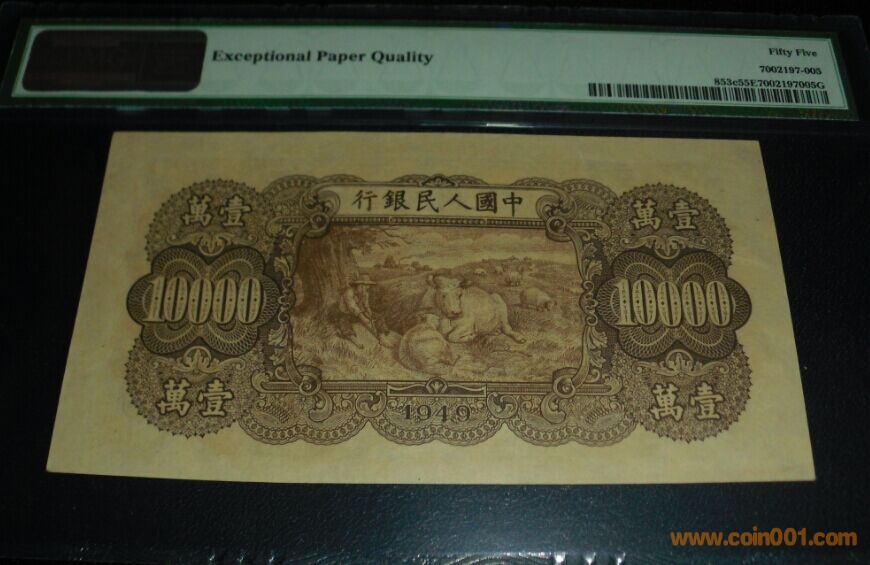 Exceptional Paper Quality
Fifty Five
7002197-005
853c55E7002197005G
行銀民人國中
萬壹
萬壹
10000
10000
萬壹
萬壹
1949
www.coin001.com